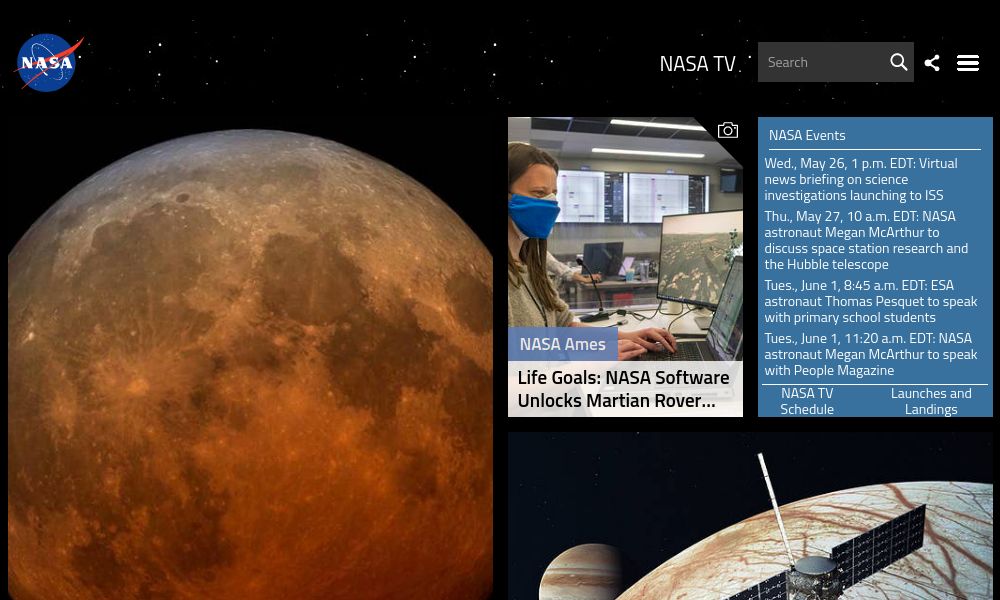 NASA
NASA TV
Search
NASA Ames
Life Goals: NASA Software
Unlocks Martian Rover...
NASA Events
Wed., May 26, 1 p.m. EDT: Virtual
news briefing on science
investigations launching to ISS
Thu., May 27, 10 a.m. EDT: NASA
astronaut Megan McArthur to
discuss space station research and
the Hubble telescope
Tues., June 1, 8:45 a.m. EDT: ESA
astronaut Thomas Pesquet to speak
with primary school students
Tues., June 1, 11:20 a.m. EDT: NASA
astronaut Megan McArthur to speak
with People Magazine
NASA TV
Schedule
Launches and
Landings